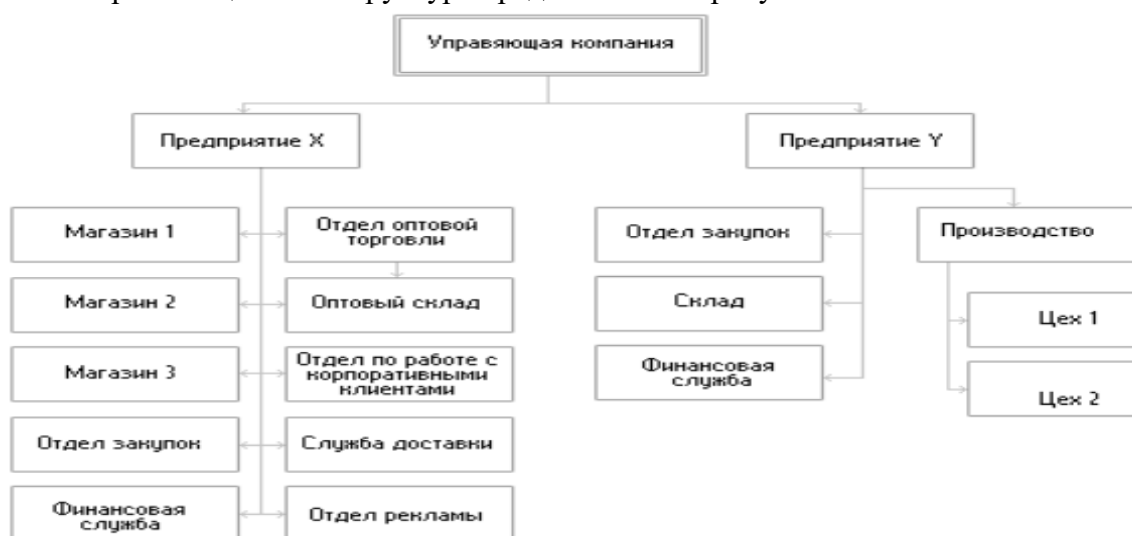 Управяющая компания
Предприятие X
Предприятие Y
Магазин 1
Отдел оптовой
торговли
Магазин 2
Оптовый склад
Магазин 3
Отдел по работе с
корпоративными
клиентами
Отдел закупок
Служба доставки
Финансовая
служба
Отдел рекламы
Отдел закупок
Производство
Склад
Цех 1
Финансовая
служба
Цех 2